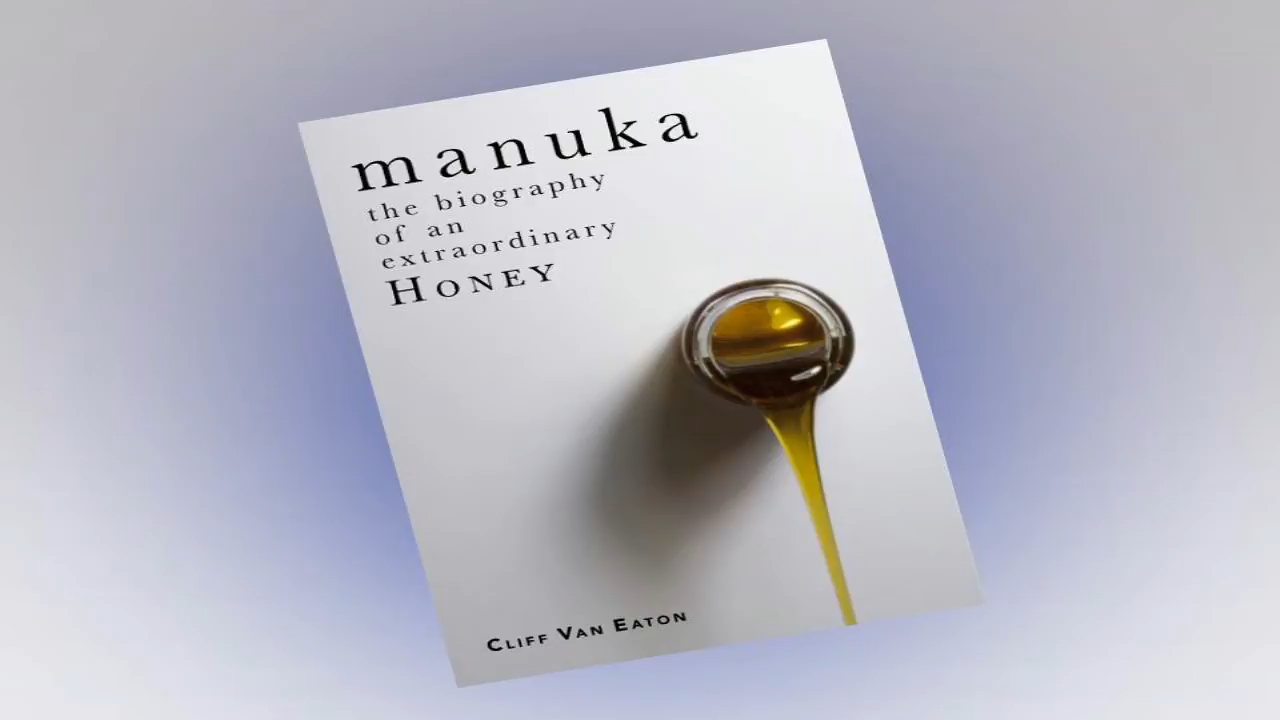 manuka
the biography
of an
extraordinary
HONEY
CLIFF VAN EATON